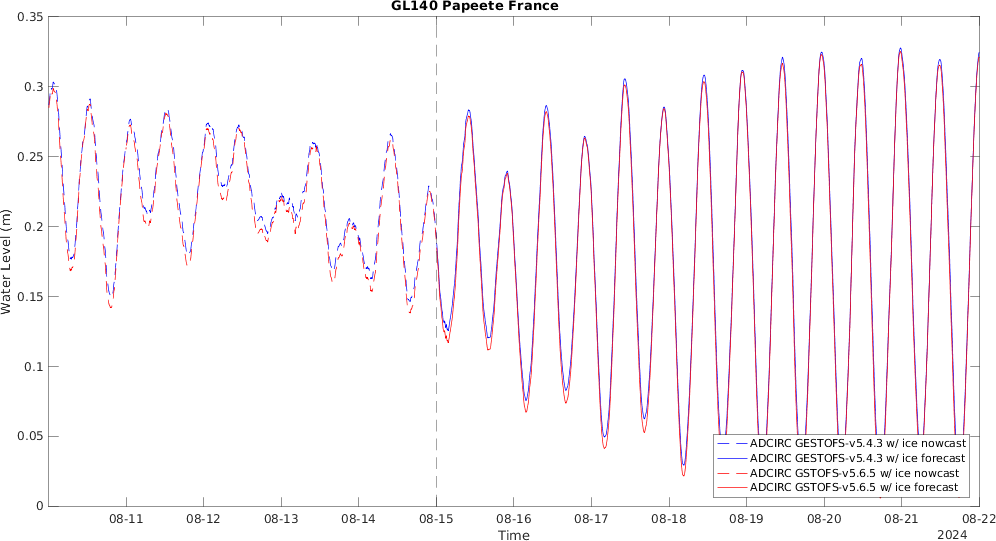 GL140 Papeete France
0.35
0.3
0.25
0.2
0.15
0.1
0.05
0
Water Level (m)
ADCIRC GESTOFS-v5.4.3 w/ ice nowcast
ADCIRC GESTOFS-v5.4.3 w/ ice forecast
ADCIRC GSTOFS-v5.6.5 w/ ice nowcast
ADCIRC GSTOFS-v5.6.5 w/ ice forecast
08-11 08-12 08-13 08-14 08-15 08-16 08-17 08-18 08-19 08-20 08-21 08-22
Time
2024